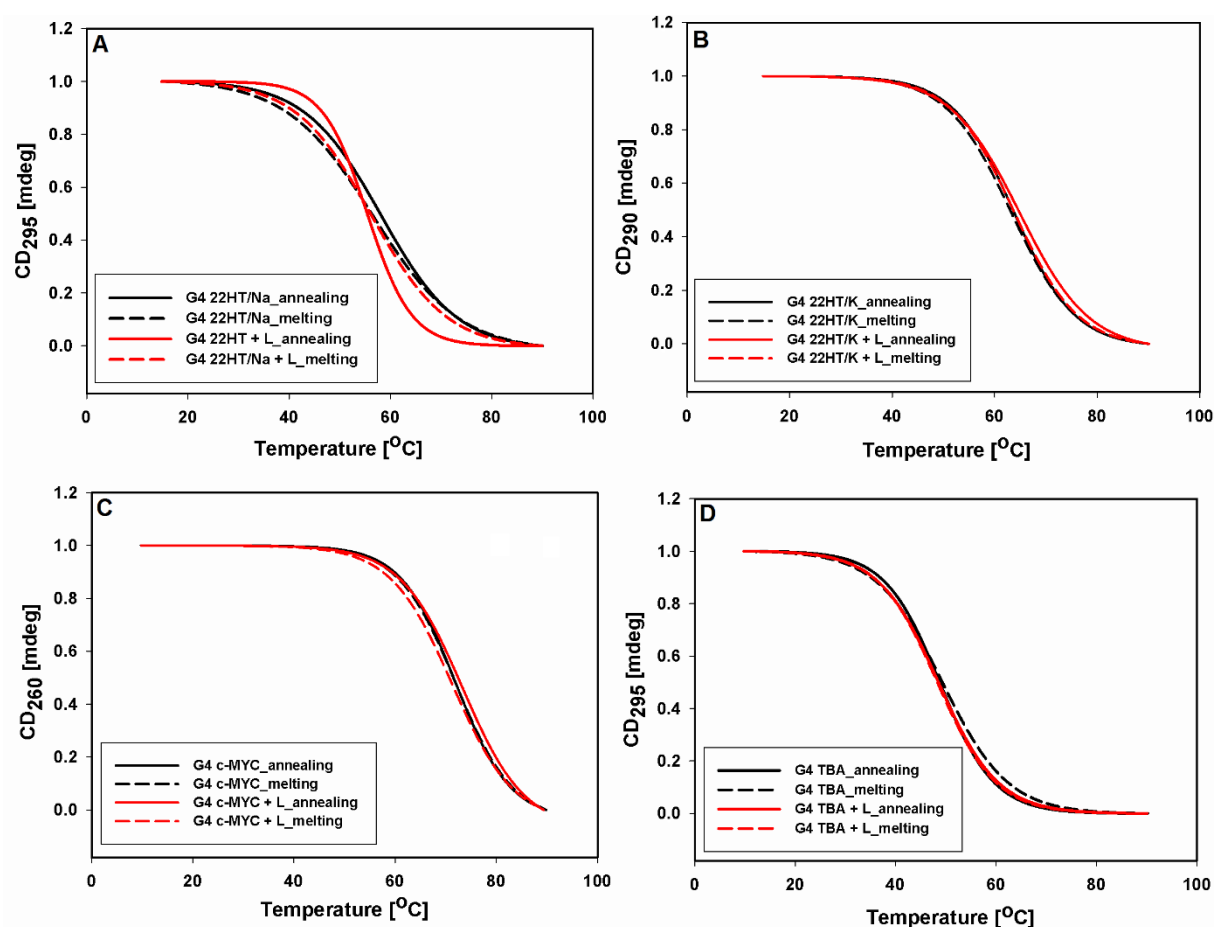 A
1.2
1.0
0.8
0.6
0.4
0.2
0.0
CD295 [mdeg]
G4 22HT/Na_annealing
G4 22HT/Na_melting
G4 22HT + L_annealing
G4 22HT/Na + L_melting
0 20 40 60 80 100
Temperature [OC]
B
1.2
1.0
0.8
0.6
0.4
0.2
0.0
CD290 [mdeg]
G4 22HT/K_annealing
G4 22HT/K_melting
G4 22HT/K + L_annealing
G4 22HT/K + L_melting
0 20 40 60 80 100
Temperature [OC]
C
1.2
1.0
0.8
0.6
0.4
0.2
0.0
CD260 [mdeg]
G4 c-MYC_annealing
G4 c-MYC_melting
G4 c-MYC + L_annealing
G4 c-MYC + L_melting
0 20 40 60 80 100
Temperature [OC]
D
1.2
1.0
0.8
0.6
0.4
0.2
0.0
CD295 [mdeg]
G4 TBA_annealing
G4 TBA_melting
G4 TBA + L_annealing
G4 TBA + L_melting
0 20 40 60 80 100
Temperature [OC]